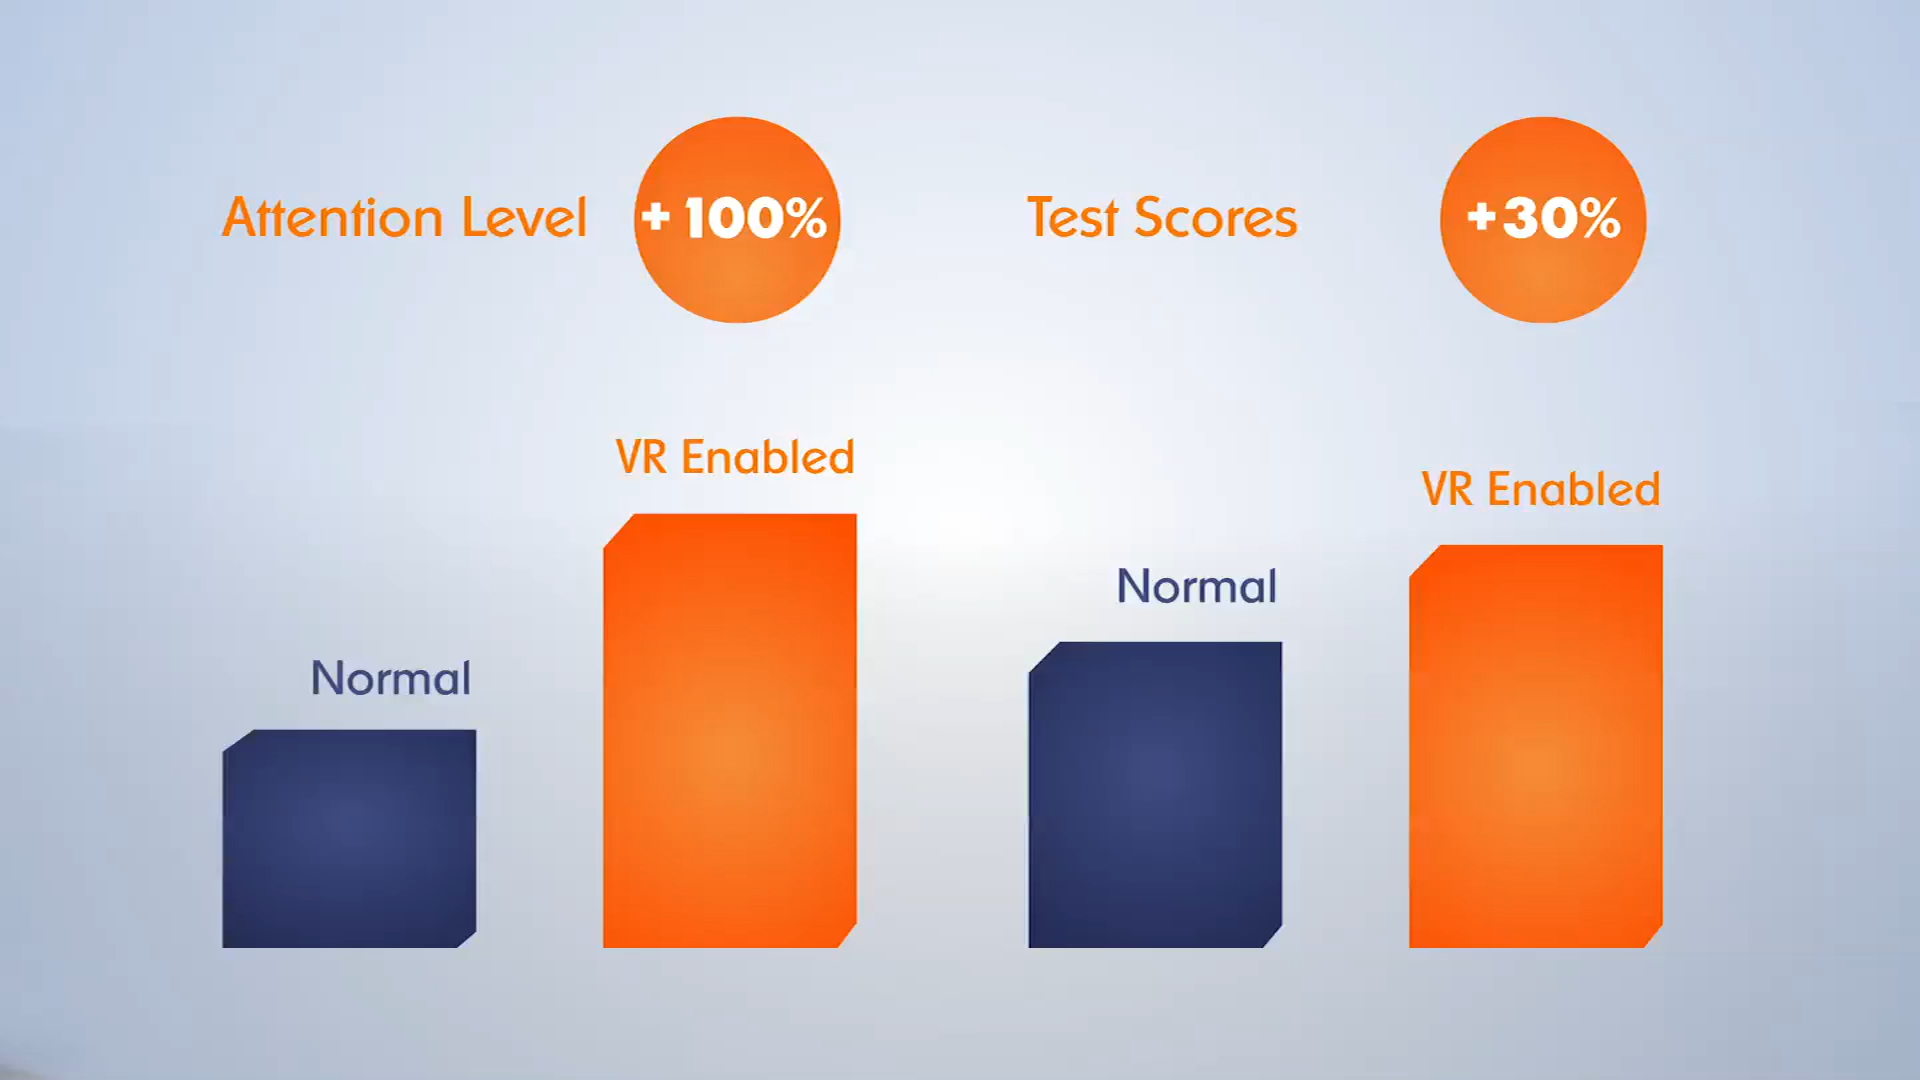 Attention Level
+ 100%
Test Scores
+30%
VR Enabled
Normal
VR Enabled
Normal